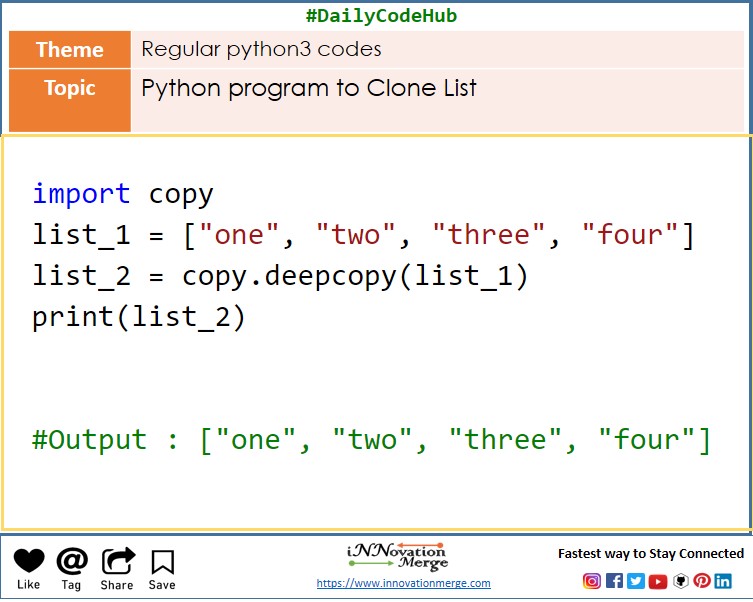 #DailyCodeHub
Theme Regular python3 codes
Topic Python program to Clone List
import copy
list_1 = ["one", "two", "three", "four"]
list_2 = copy.deepcopy(list_1)
print(list_2)
#Output : ["one", "two", "three", "four"]
Like Tag Share Save
iNNovation
Merge
https://www.innovationmerge.com
Fastest way to Stay Connected